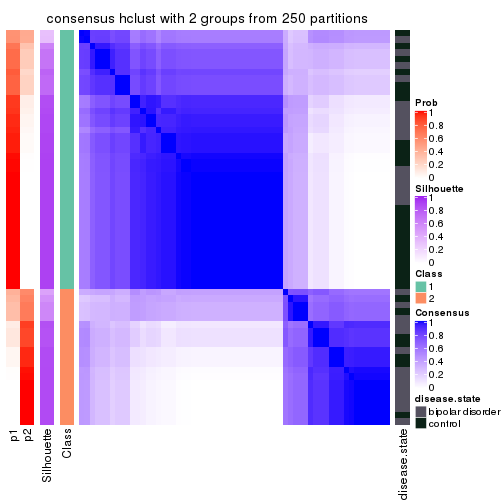 consensus hclust with 2 groups from 250 partitions
Prob
1
0.8
0.6
0.4
0.2
0
Silhouette
1
0.8
0.6
0.4
0.2
0
Class
1
2
Consensus
1
0.8
0.6
0.4
0.2
0
disease.state
bipolar disorder
control
p1
p2
Silhouette
Class
disease.state